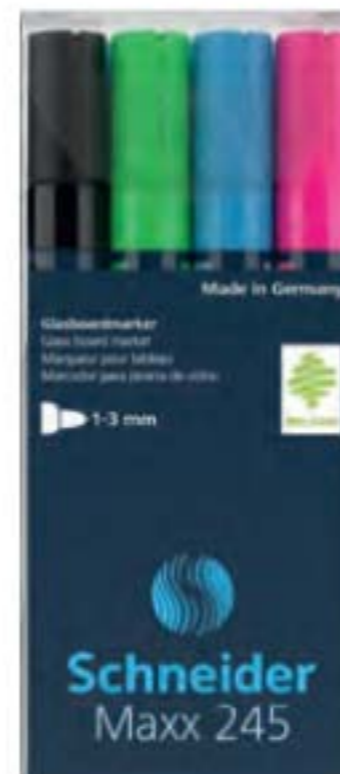 Made in Germany
Glasboardmarker
Glass board marker
Marqueur pour tableau
Marcador para pizarra de vidrio
1-3 mm
Schneider
Maxx 245